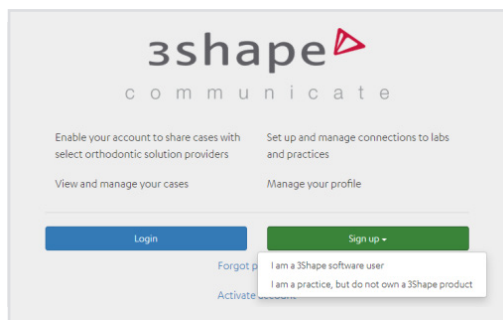 3shape
communicate
Enable your account to share cases with
select orthodontic solution providers
View and manage your cases
Set up and manage connections to labs
and practices
Manage your profile
Login
Sign up
I am a 3Shape software user
I am a practice, but do not own a 3Shape product
Forgot
Activate